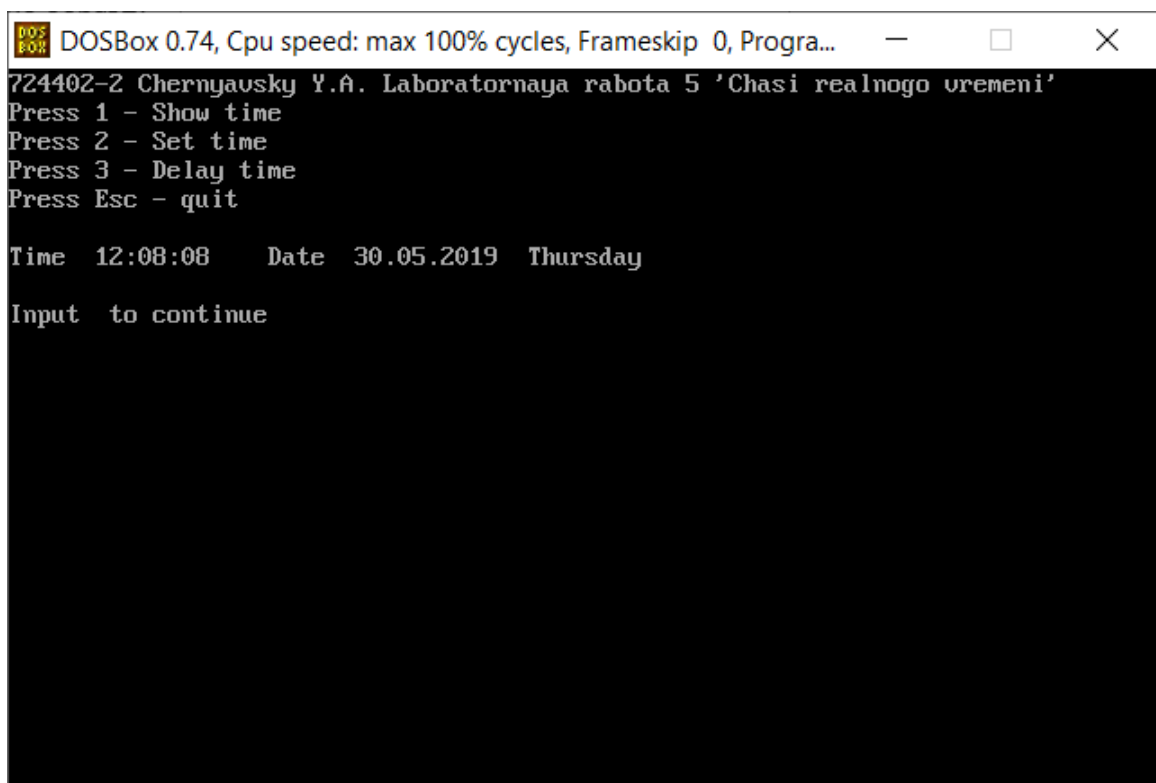 DOS BOX DOSBox 0.74, Cpu speed: max 100% cycles, Frameskip 0, Progra...
724402-2 Chernyavsky Y.A. Laboratornaya rabota 5 'Chasi realnogo vremeni'
Press 1 - Show time
Press 2 - Set time
Press 3 - Delay time
Press Esc - quit
Time 12:08:08 Date 30.05.2019 Thursday
Input to continue